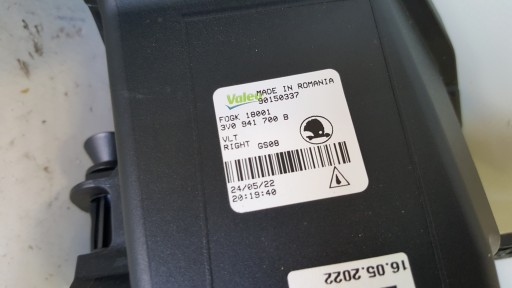 Valeo MADE IN ROMANIA
90150337
FOGK 18001
3V0 941 700 B
VLT
RIGHT GS0B
24/05/22
20:19:40
16.05.2022